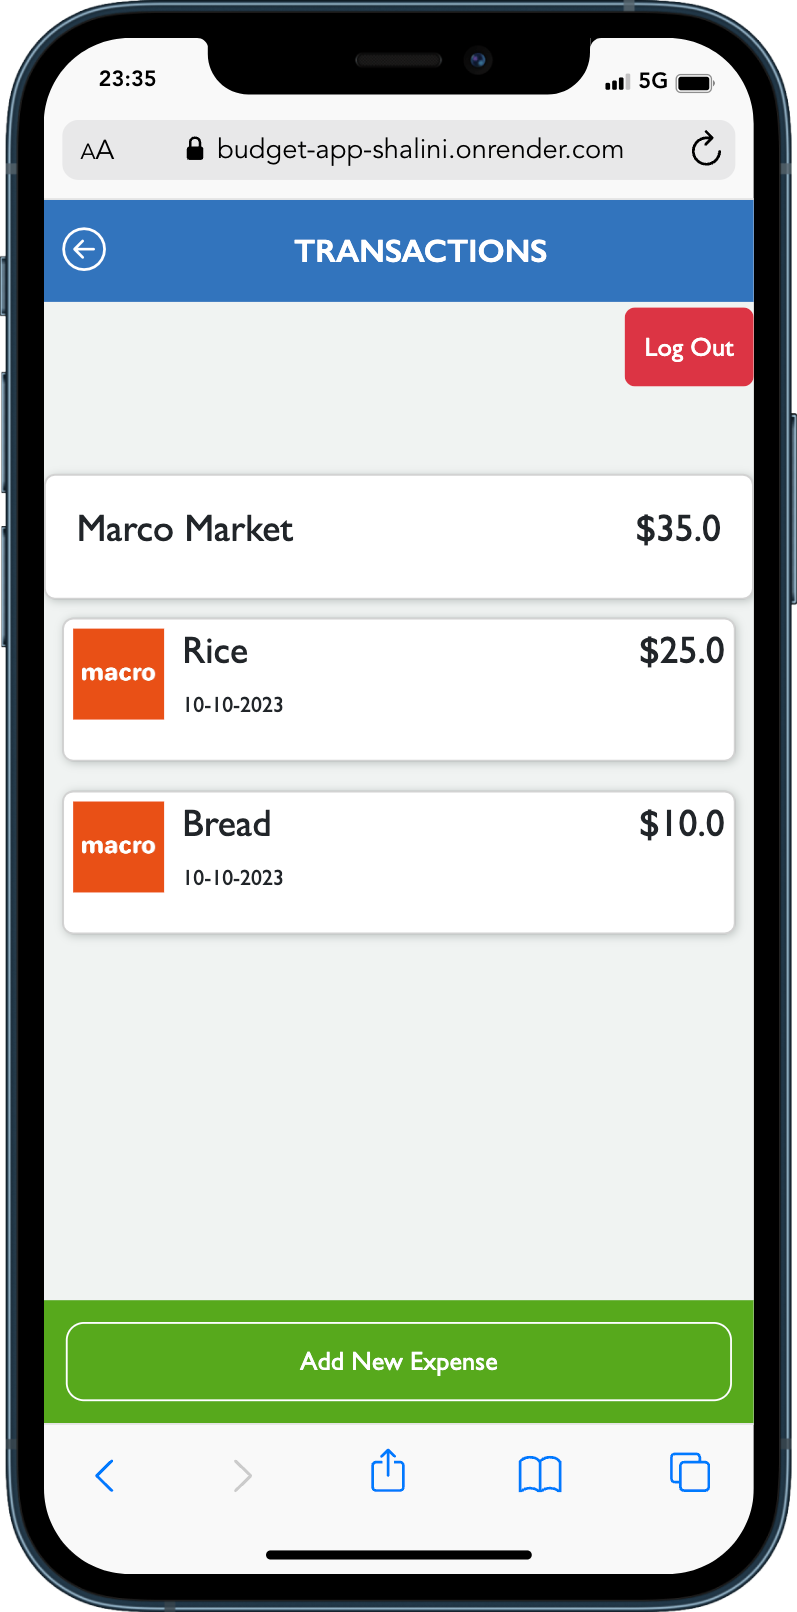 23:35
5G
AA budget-app-shalini.onrender.com
TRANSACTIONS
Log Out
Marco Market $35.0
macro Rice $25.0
10-10-2023
macro Bread $10.0
10-10-2023
Add New Expense